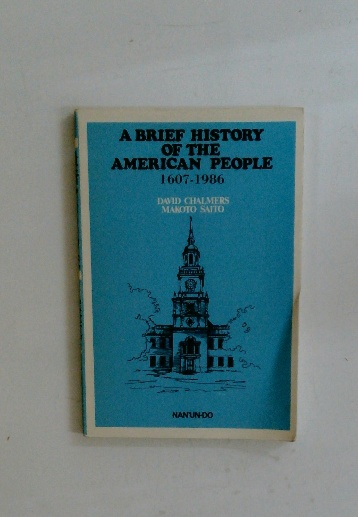 A BRIEF HISTORY
OF THE
AMERICAN PEOPLE
1607-1986
DAVID CHALMERS
MAKOTO SAITO
NAN'UN-DO